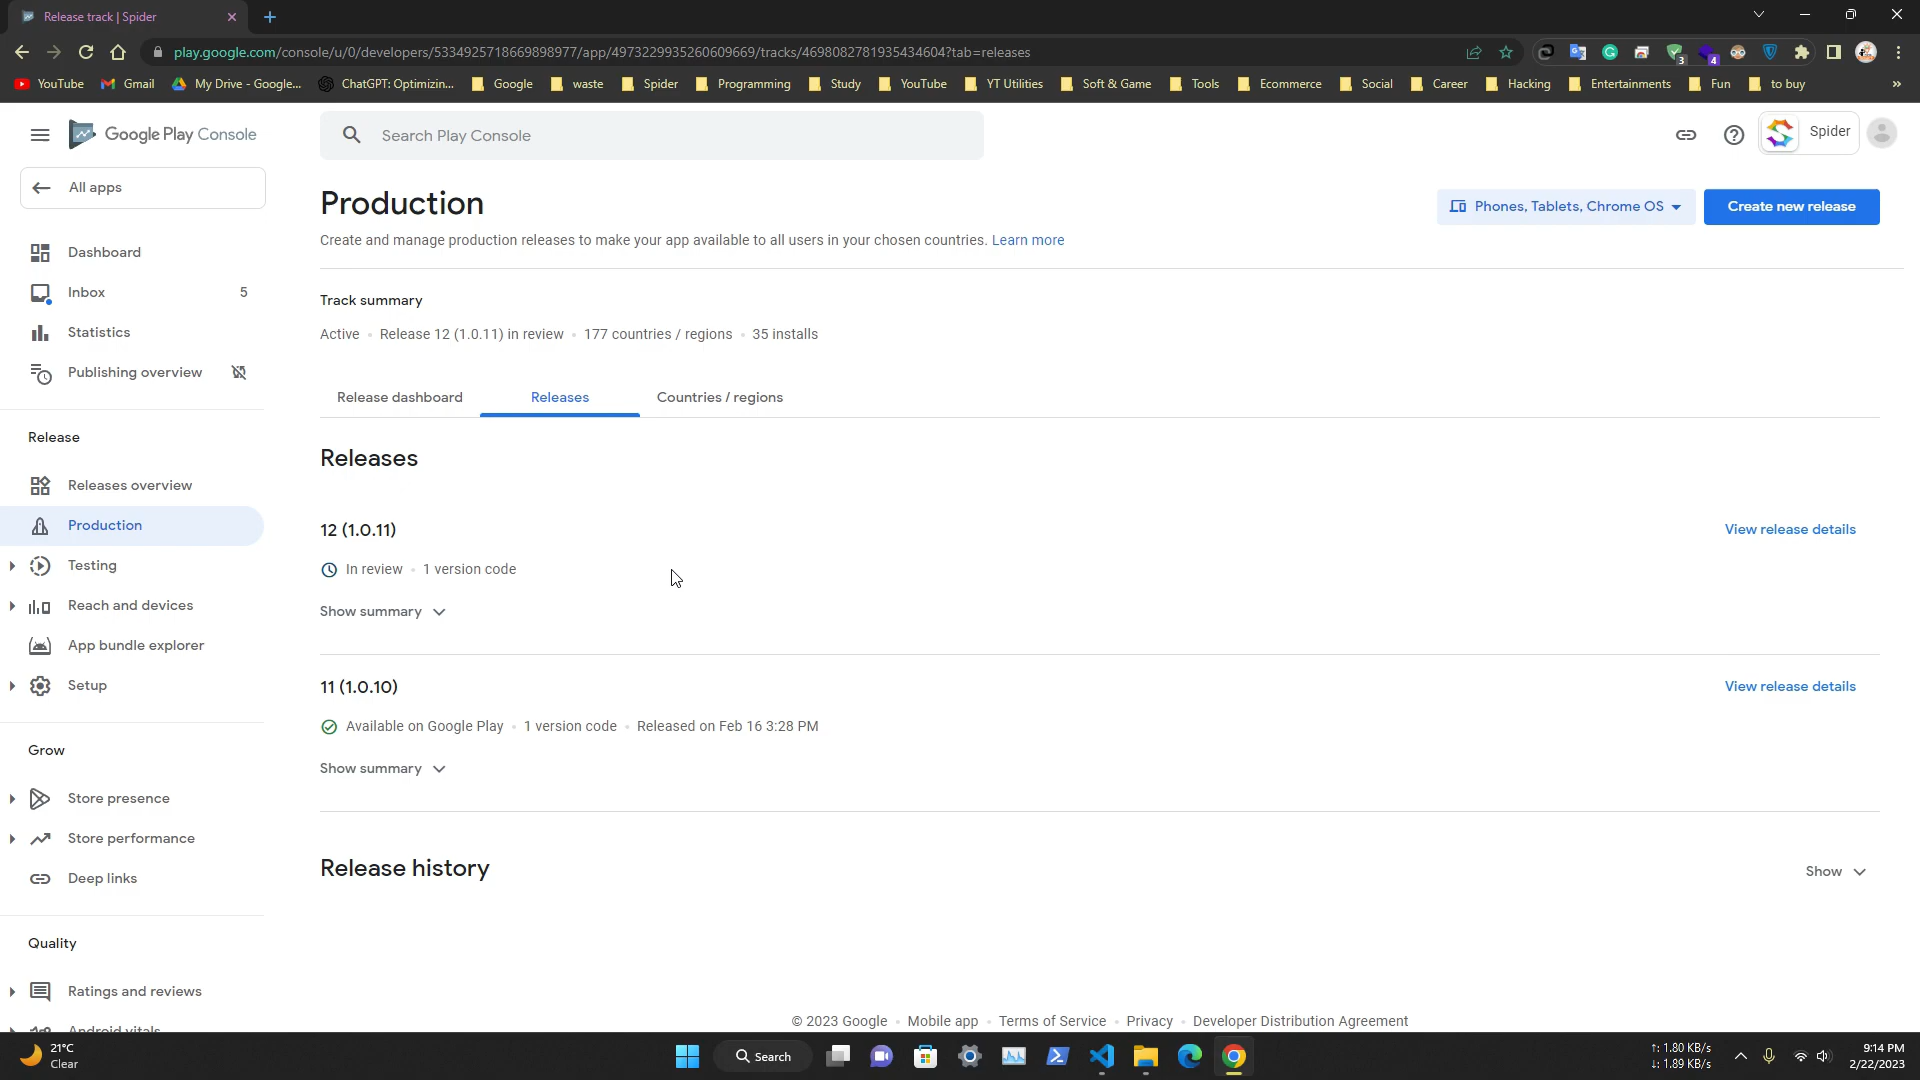 Release track | Spider
play.google.com/console/u/0/developers/5334925718669898977/app/4973229935260609669/tracks/4698082781935434604?tab=releases
3
4
YouTube
Gmail
My Drive - Google...
ChatGPT: Optimizin...
Google
waste
Spider
Programming
Study
YouTube
YT Utilities
Soft & Game
Tools
Ecommerce
Social
Career
Hacking
Entertainments
Fun
to buy
»
Google Play Console
Search Play Console
Spider
All apps
Dashboard
Inbox 5
Statistics
Publishing overview
Release
Releases overview
Production
Testing
Reach and devices
App bundle explorer
Setup
Grow
Store presence
Store performance
Deep links
Quality
Ratings and reviews
Android vitals
Production
Phones, Tablets, Chrome OS
Create new release
Create and manage production releases to make your app available to all users in your chosen countries. Learn more
Track summary
Active • Release 12 (1.0.11) in review • 177 countries / regions • 35 installs
Release dashboard
Releases
Countries / regions
Releases
12 (1.0.11)
View release details
In review • 1 version code
Show summary
11 (1.0.10)
View release details
Available on Google Play • 1 version code • Released on Feb 16 3:28 PM
Show summary
Release history
Show
© 2023 Google • Mobile app • Terms of Service • Privacy • Developer Distribution Agreement
21°C
Clear
Search
↑: 1.80 KB/s
↓: 1.89 KB/s
9:14 PM
2/22/2023